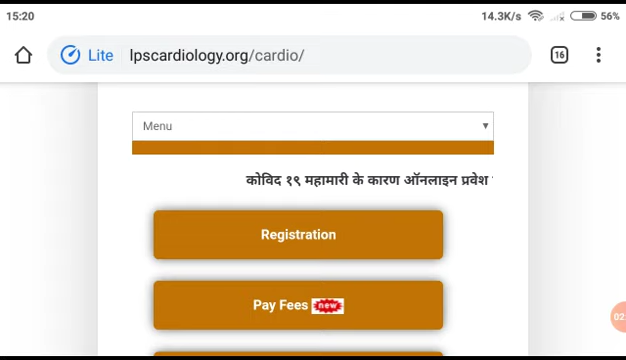 15:20 14.3K/s 56%
Lite lpscardiology.org/cardio/ 16
Menu
कोविद १९ महामारी के कारण ऑनलाइन प्रवेश
Registration
Pay Fees new
02